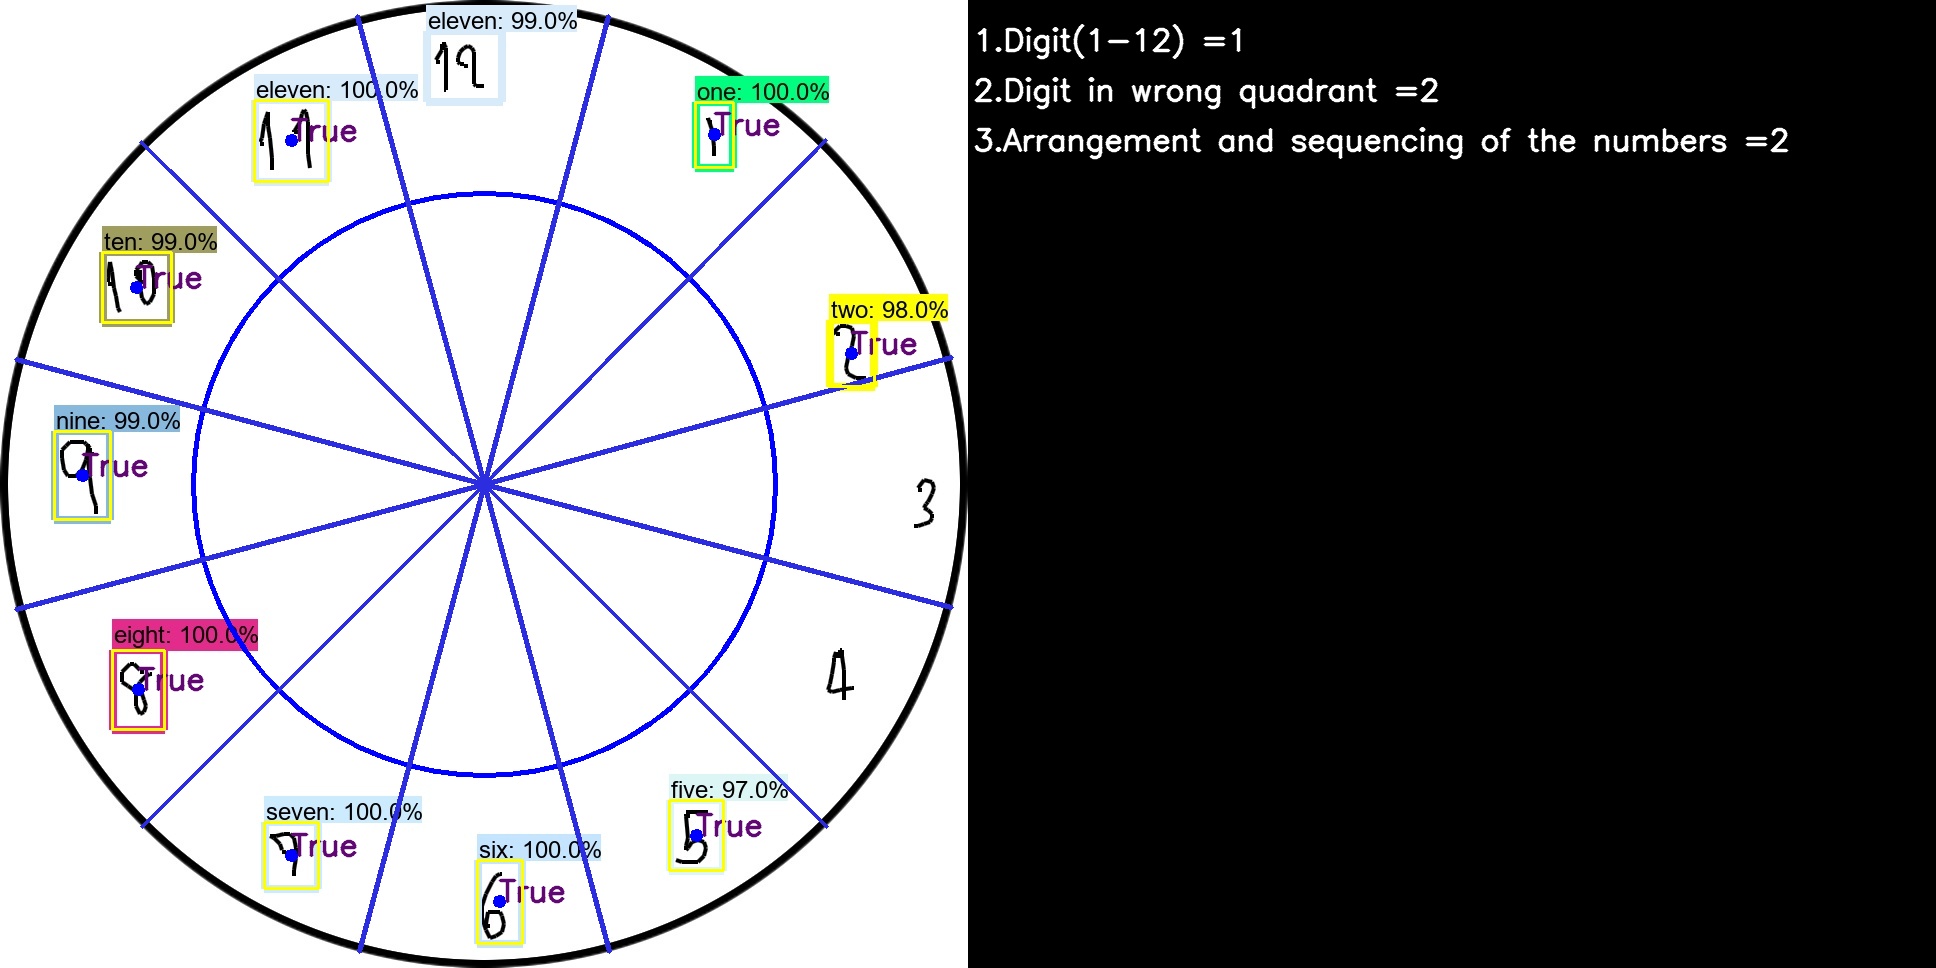 eleven: 99.0%
12
eleven: 100.0%
11 True
one: 100.0%
1 True
ten: 99.0%
10 True
two: 98.0%
2 True
nine: 99.0%
9 True
3
eight: 100.0%
8 True
4
seven: 100.0%
7 True
five: 97.0%
5 True
six: 100.0%
6 True
1.Digit(1-12) =1
2.Digit in wrong quadrant =2
3.Arrangement and sequencing of the numbers =2